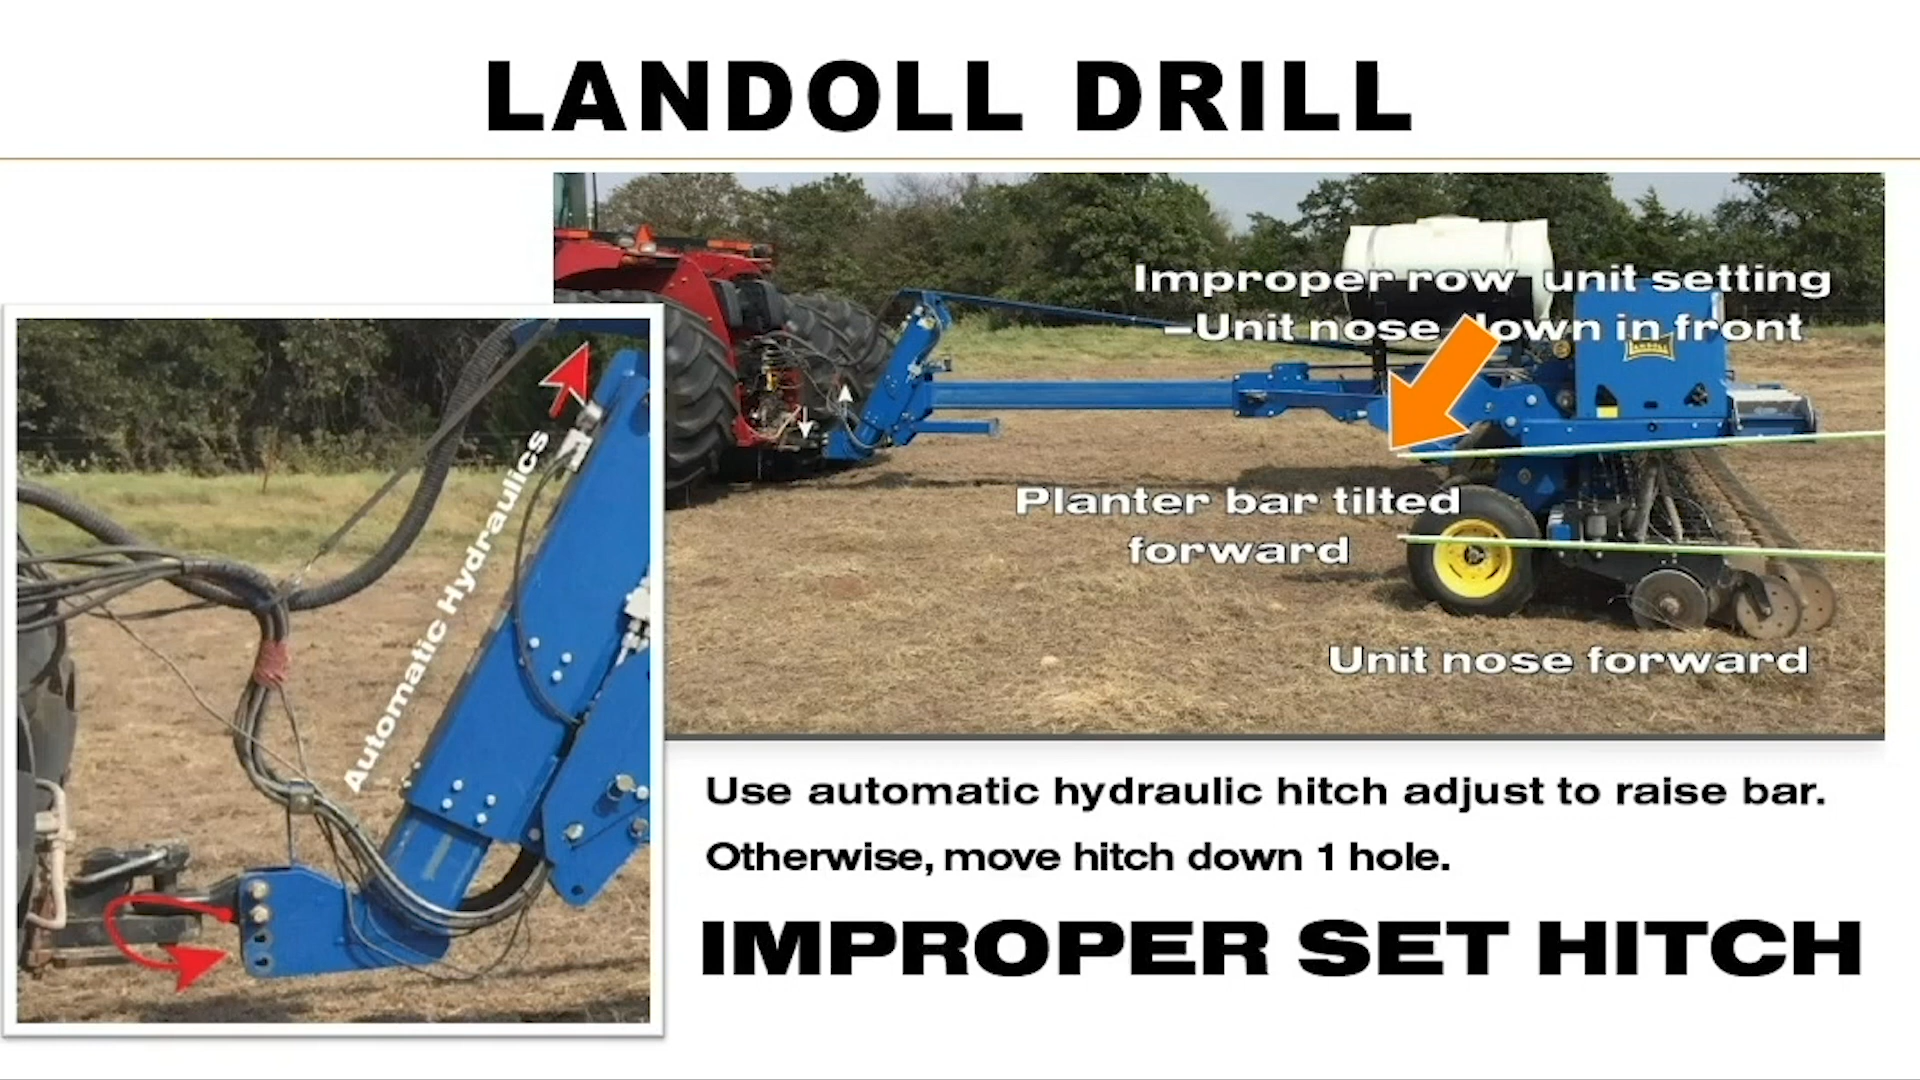 LANDOLL DRILL
Improper row unit setting
–Unit nose down in front
LANDOLL
Planter bar tilted
forward
Unit nose forward
Automatic Hydraulics
Use automatic hydraulic hitch adjust to raise bar.
Otherwise, move hitch down 1 hole.
IMPROPER SET HITCH